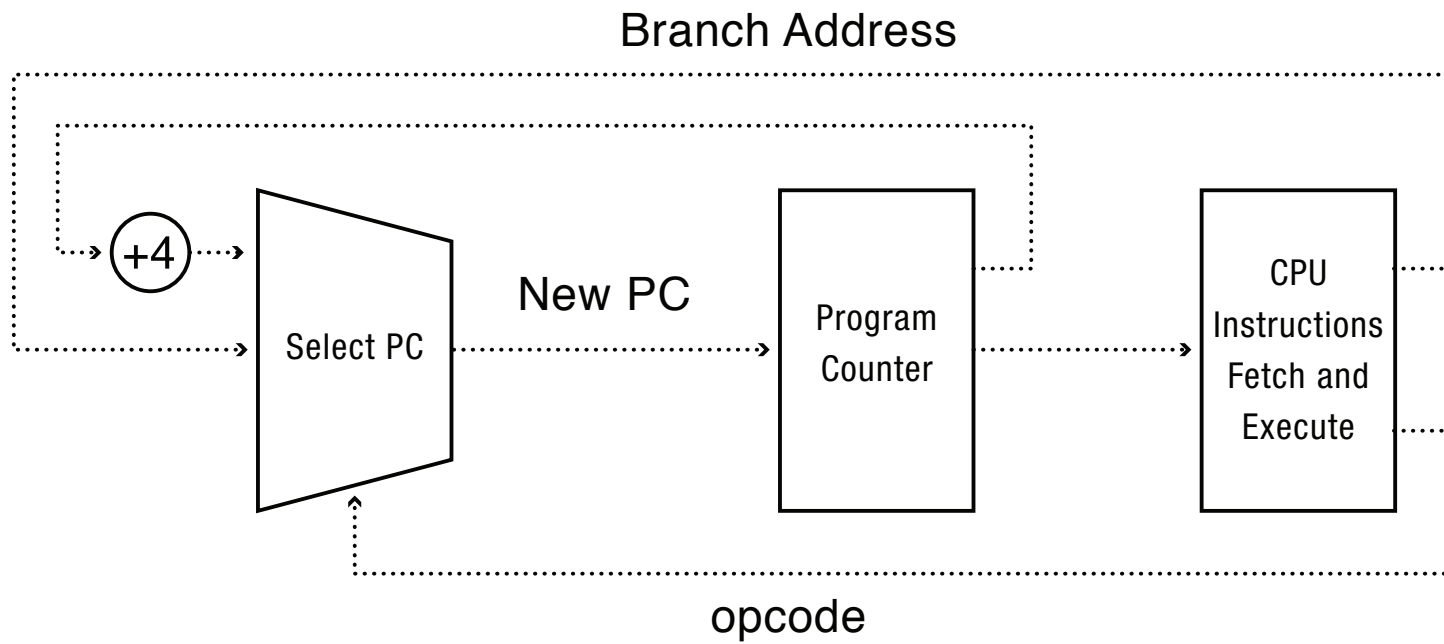 Branch Address
+4
Select PC
New PC
Program
Counter
CPU
Instructions
Fetch and
Execute
opcode